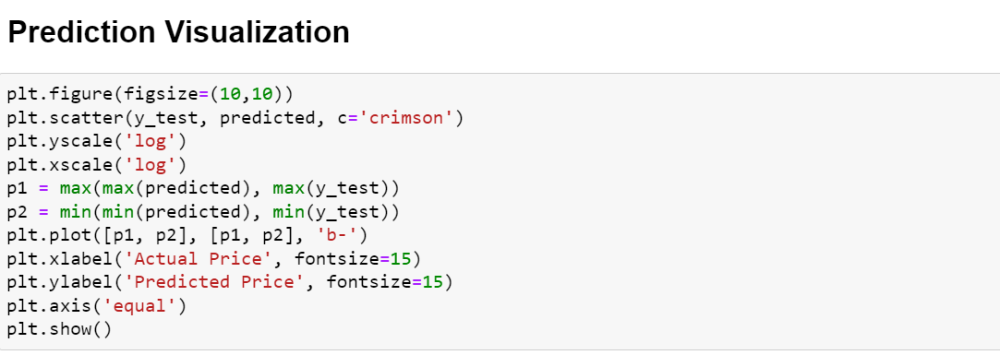 Prediction Visualization
plt.figure(figsize=(10,10))
plt.scatter(y_test, predicted, c='crimson')
plt.yscale('log')
plt.xscale('log')
p1 = max(max(predicted), max(y_test))
p2 = min(min(predicted), min(y_test))
plt.plot([p1, p2], [p1, p2], 'b-')
plt.xlabel('Actual Price', fontsize=15)
plt.ylabel('Predicted Price', fontsize=15)
plt.axis('equal')
plt.show()